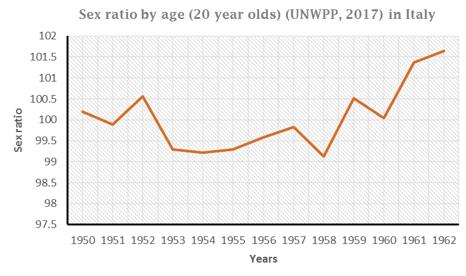 Sex ratio by age (20 year olds) (UNWPP, 2017) in Italy
102
101.5
101
100.5
100
99.5
99
98.5
98
97.5
Sex ratio
1950 1951 1952 1953 1954 1955 1956 1957 1958 1959 1960 1961 1962
Years